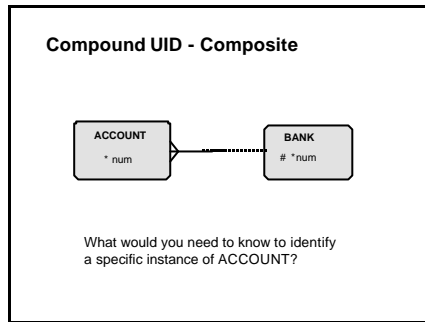 Compound UID - Composite
ACCOUNT
* num
BANK
# *num
What would you need to know to identify
a specific instance of ACCOUNT?